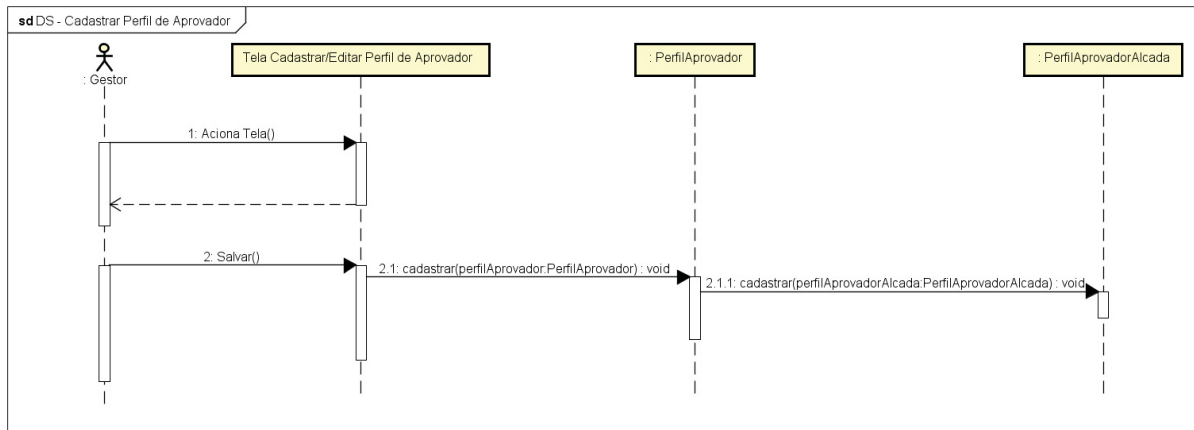 sd DS - Cadastrar Perfil de Aprovador
: Gestor
Tela Cadastrar/Editar Perfil de Aprovador
: PerfilAprovador
: PerfilAprovadorAlcada
1: Aciona Tela()
2: Salvar()
2.1: cadastrar(perfilAprovador:PerfilAprovador) : void
2.1.1: cadastrar(perfilAprovadorAlcada:PerfilAprovadorAlcada) : void